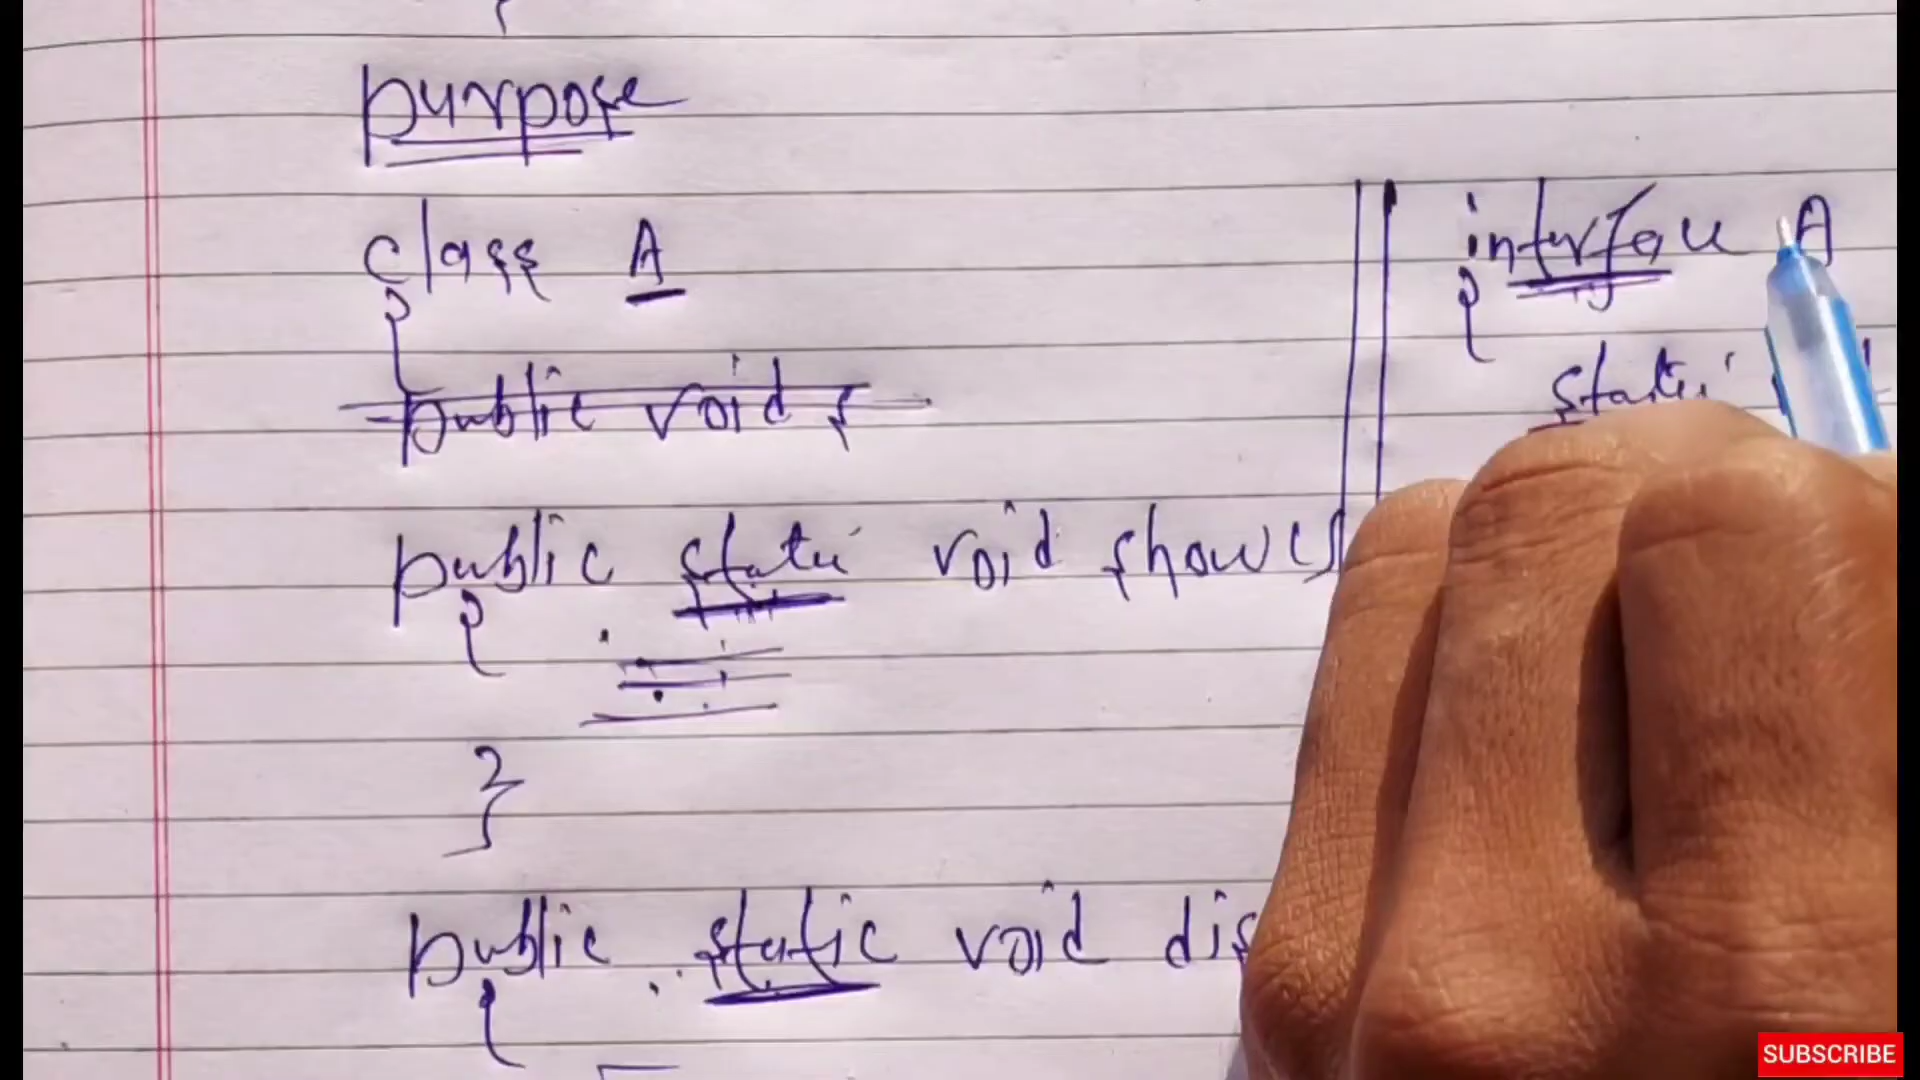 purpose
class A
{
public void s
public static void show()
{
}
public static void dis
{
interface A
{
static
SUBSCRIBE